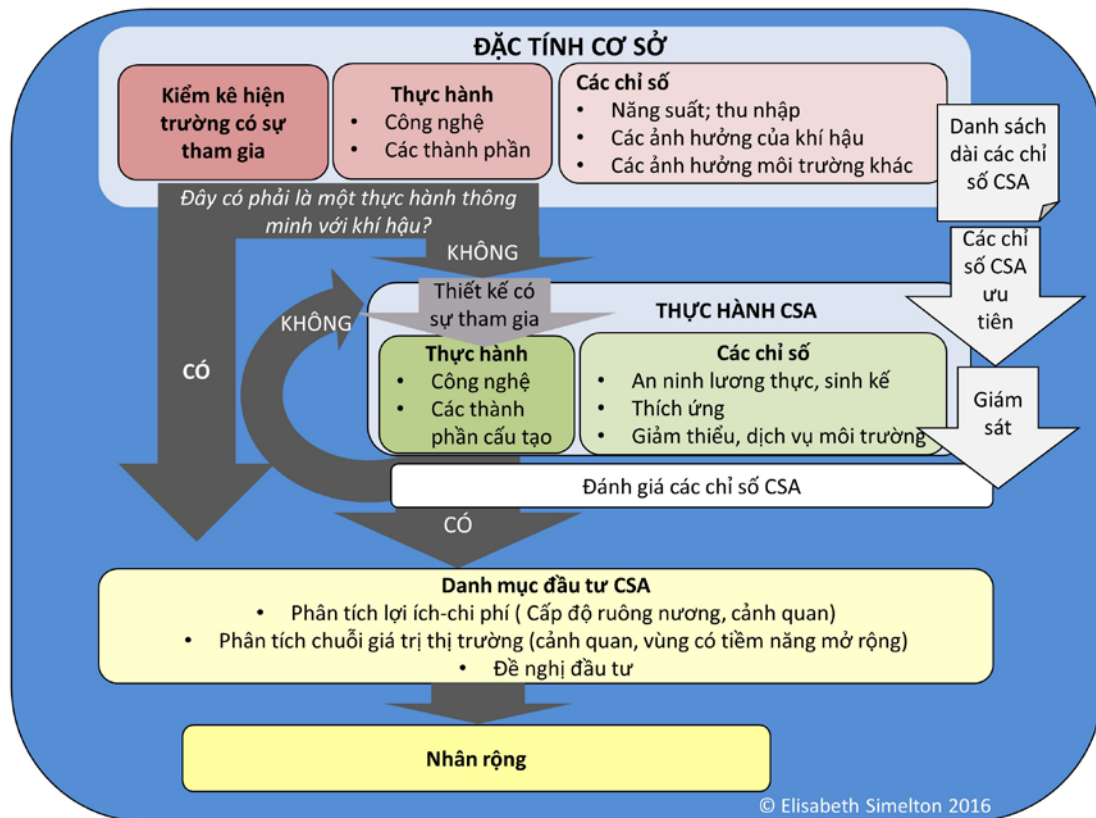 ĐẶC TÍNH CƠ SỞ
Kiểm kê hiện
trường có sự
tham gia
Thực hành
• Công nghệ
• Các thành phần
Các chỉ số
• Năng suất; thu nhập
• Các ảnh hưởng của khí hậu
• Các ảnh hưởng môi trường khác
Danh sách
dài các chỉ
số CSA
Đây có phải là một thực hành thông
minh với khí hậu?
KHÔNG
Các chỉ
số CSA
ưu
tiên
CÓ
KHÔNG
Thiết kế có
sự tham gia
THỰC HÀNH CSA
Thực hành
• Công nghệ
• Các thành
phần cấu tạo
Các chỉ số
• An ninh lương thực, sinh kế
• Thích ứng
• Giảm thiểu, dịch vụ môi trường
Giám
sát
Đánh giá các chỉ số CSA
CÓ
Danh mục đầu tư CSA
• Phân tích lợi ích-chi phí ( Cấp độ ruông nương, cảnh quan)
• Phân tích chuỗi giá trị thị trường (cảnh quan, vùng có tiềm năng mở rộng)
• Đề nghị đầu tư
Nhân rộng
© Elisabeth Simelton 2016